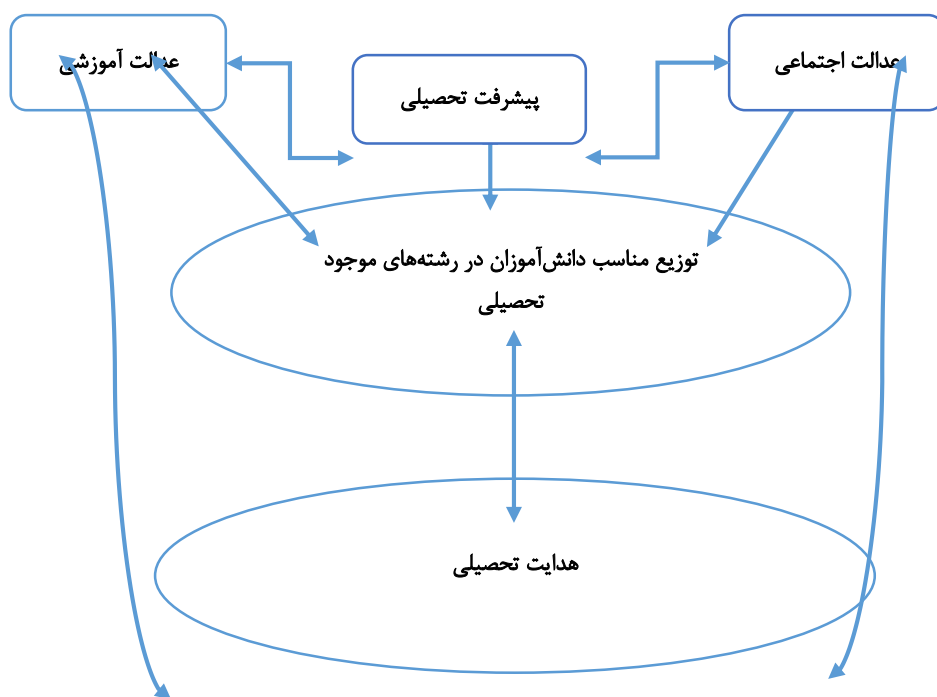 عدالت اجتماعی
پیشرفت تحصیلی
عدالت آموزشی
توزیع مناسب دانش‌آموزان در رشته‌های موجود
تحصیلی
هدایت تحصیلی